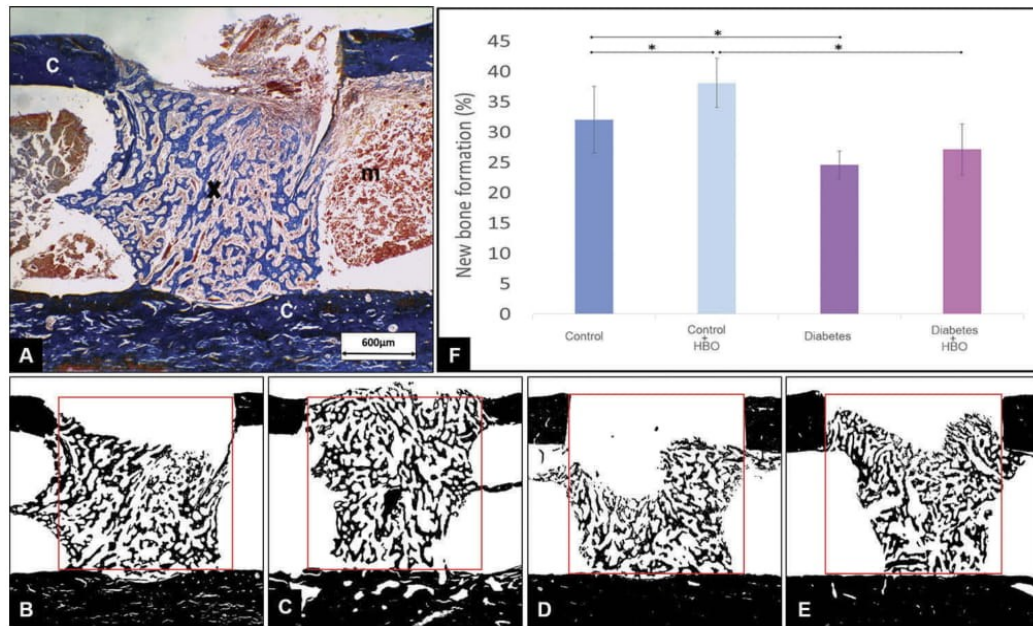 C
X
m
C
600µm
A
*
*
*
45
40
35
30
25
20
15
10
5
0
New bone formation (%)
Control
Control
+
HBO
Diabetes
Diabetes
+
HBO
F
B
C
D
E